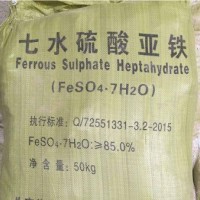 七水硫酸亚铁
Ferrous Sulphate Heptahydrate
(FeSO4·7H2O)
执行标准: Q/72551331-3.2-2015
FeSO4·7H2O:≥85.0%
净含量: 50kg